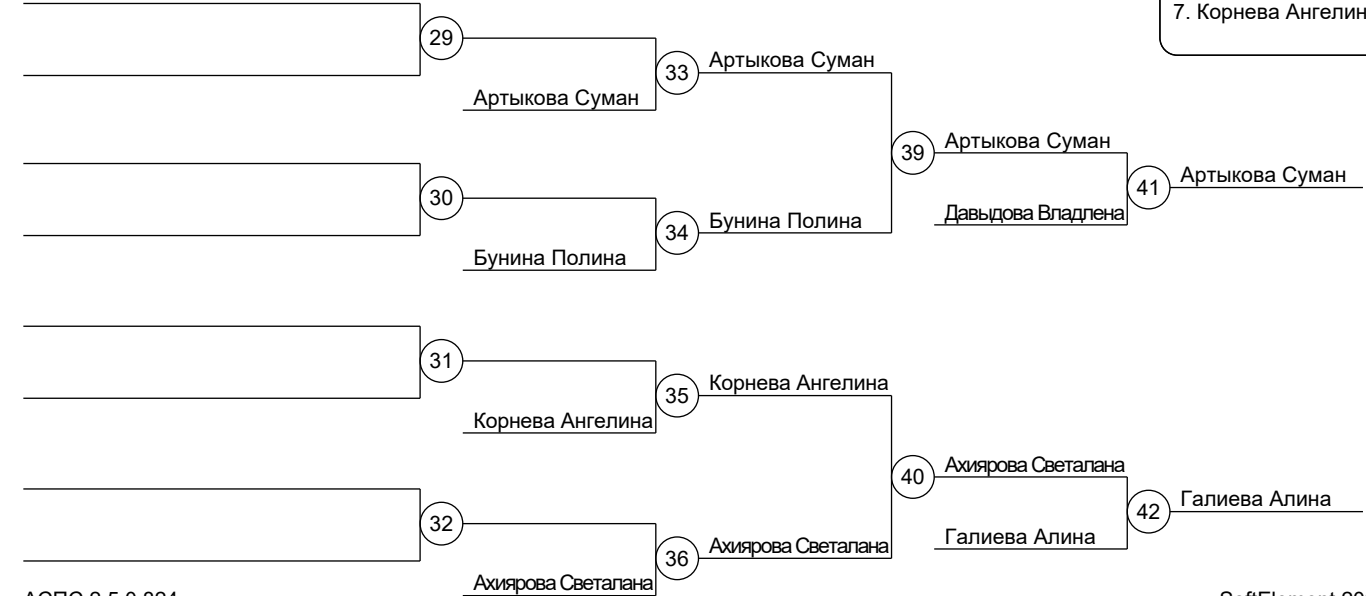 7. Корнева Ангелин
29
33 Артыкова Суман
Артыкова Суман
39 Артыкова Суман
41 Артыкова Суман
30
34 Бунина Полина
Давыдова Владлена
Бунина Полина
31
35 Корнева Ангелина
Корнева Ангелина
40 Ахиярова Светалана
42 Галиева Алина
32
36 Ахиярова Светалана
Галиева Алина
Ахиярова Светалана